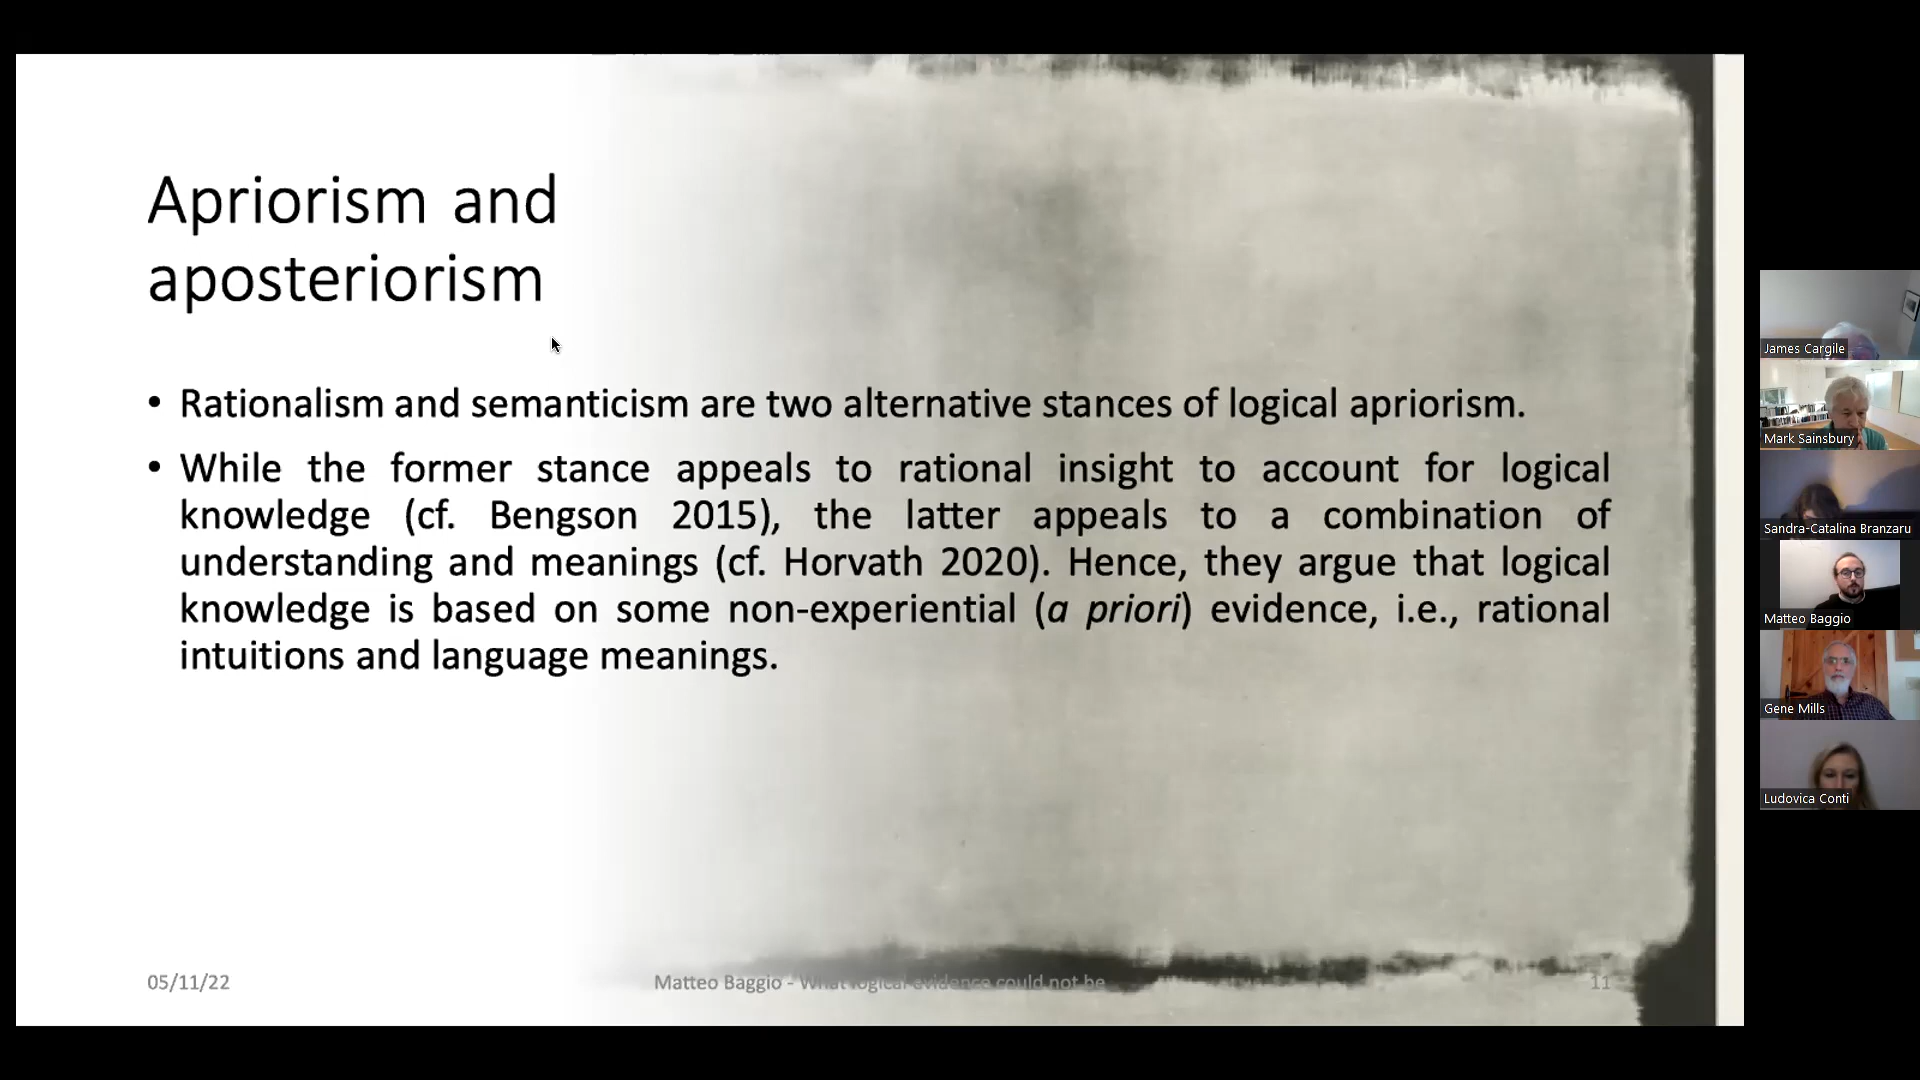 Apriorism and
aposteriorism
• Rationalism and semanticism are two alternative stances of logical apriorism.
• While the former stance appeals to rational insight to account for logical
knowledge (cf. Bengson 2015), the latter appeals to a combination of
understanding and meanings (cf. Horvath 2020). Hence, they argue that logical
knowledge is based on some non-experiential (a priori) evidence, i.e., rational
intuitions and language meanings.
05/11/22
Matteo Baggio - What logical evidence could not be
11
James Cargile
Mark Sainsbury
Sandra-Catalina Branzaru
Matteo Baggio
Gene Mills
Ludovica Conti